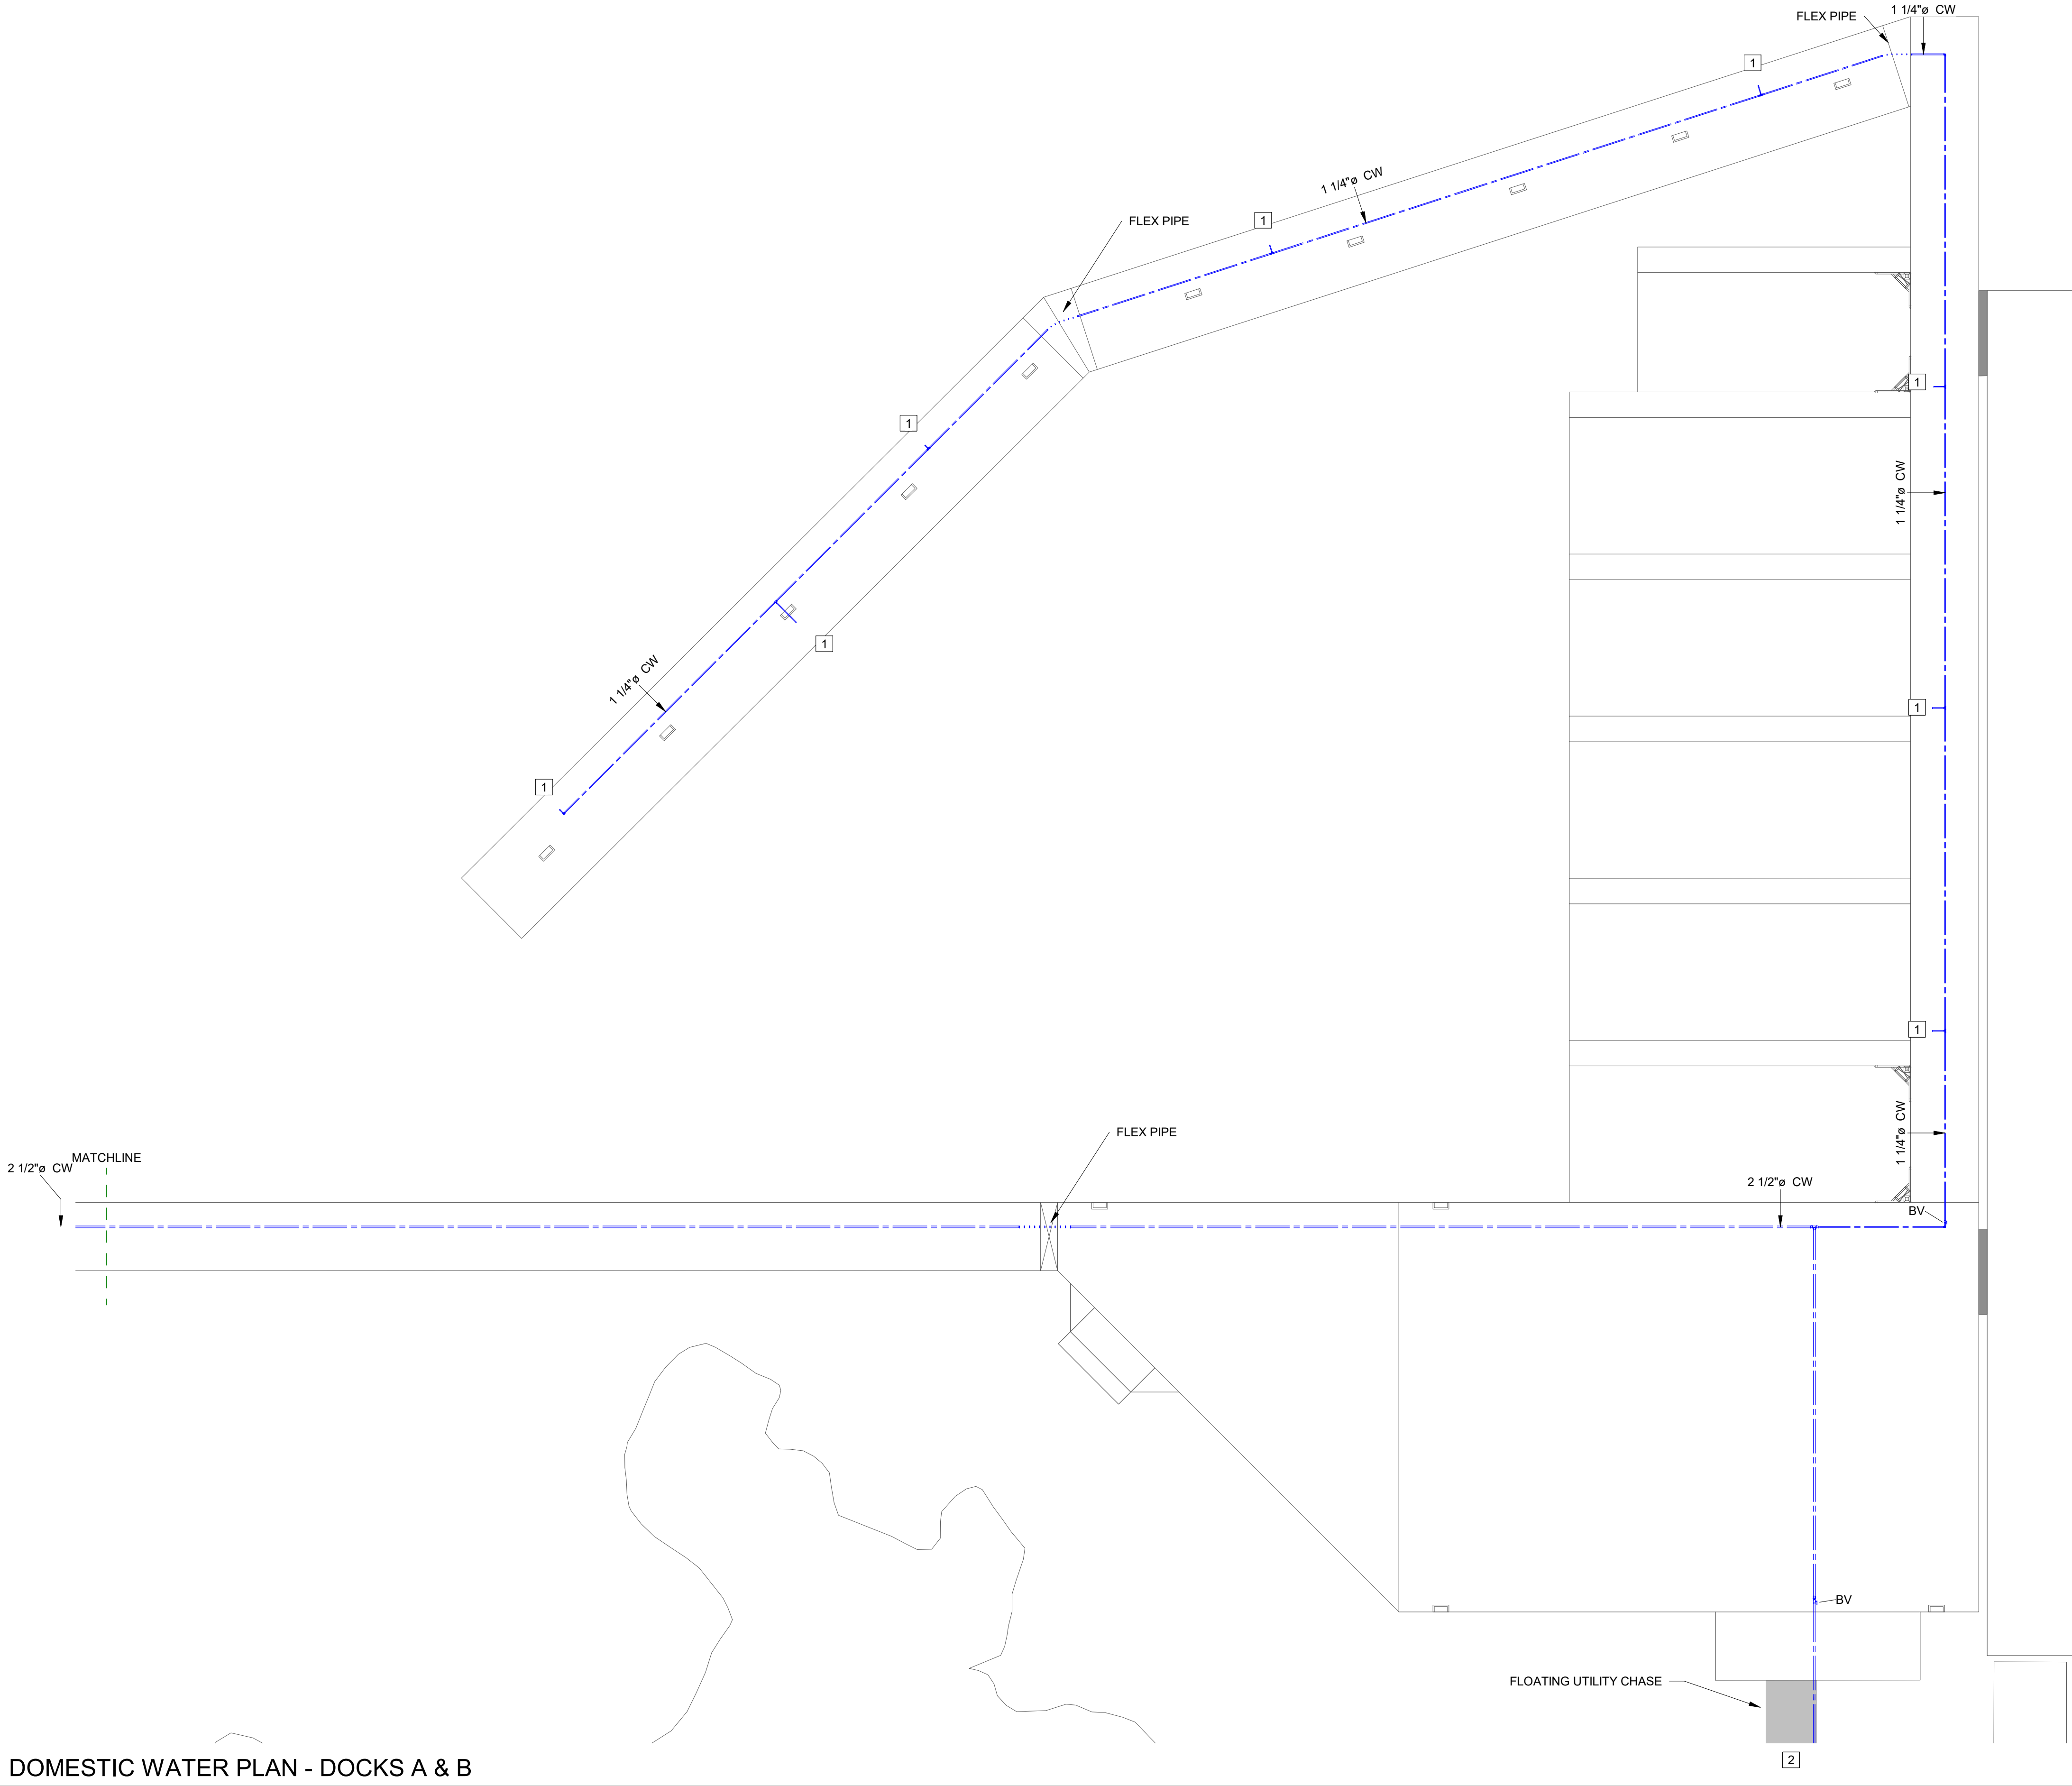 1 1/4"ø  CW
FLEX PIPE
1
1 1/4"ø  CW
1
FLEX PIPE
1
1
1 1/4"ø  CW
1
1 1/4"ø  CW
1
1
1
1
1 1/4"ø  CW
FLEX PIPE
MATCHLINE
2 1/2"ø  CW
2 1/2"ø  CW
BV
BV
FLOATING UTILITY CHASE
2
DOMESTIC WATER PLAN - DOCKS A & B